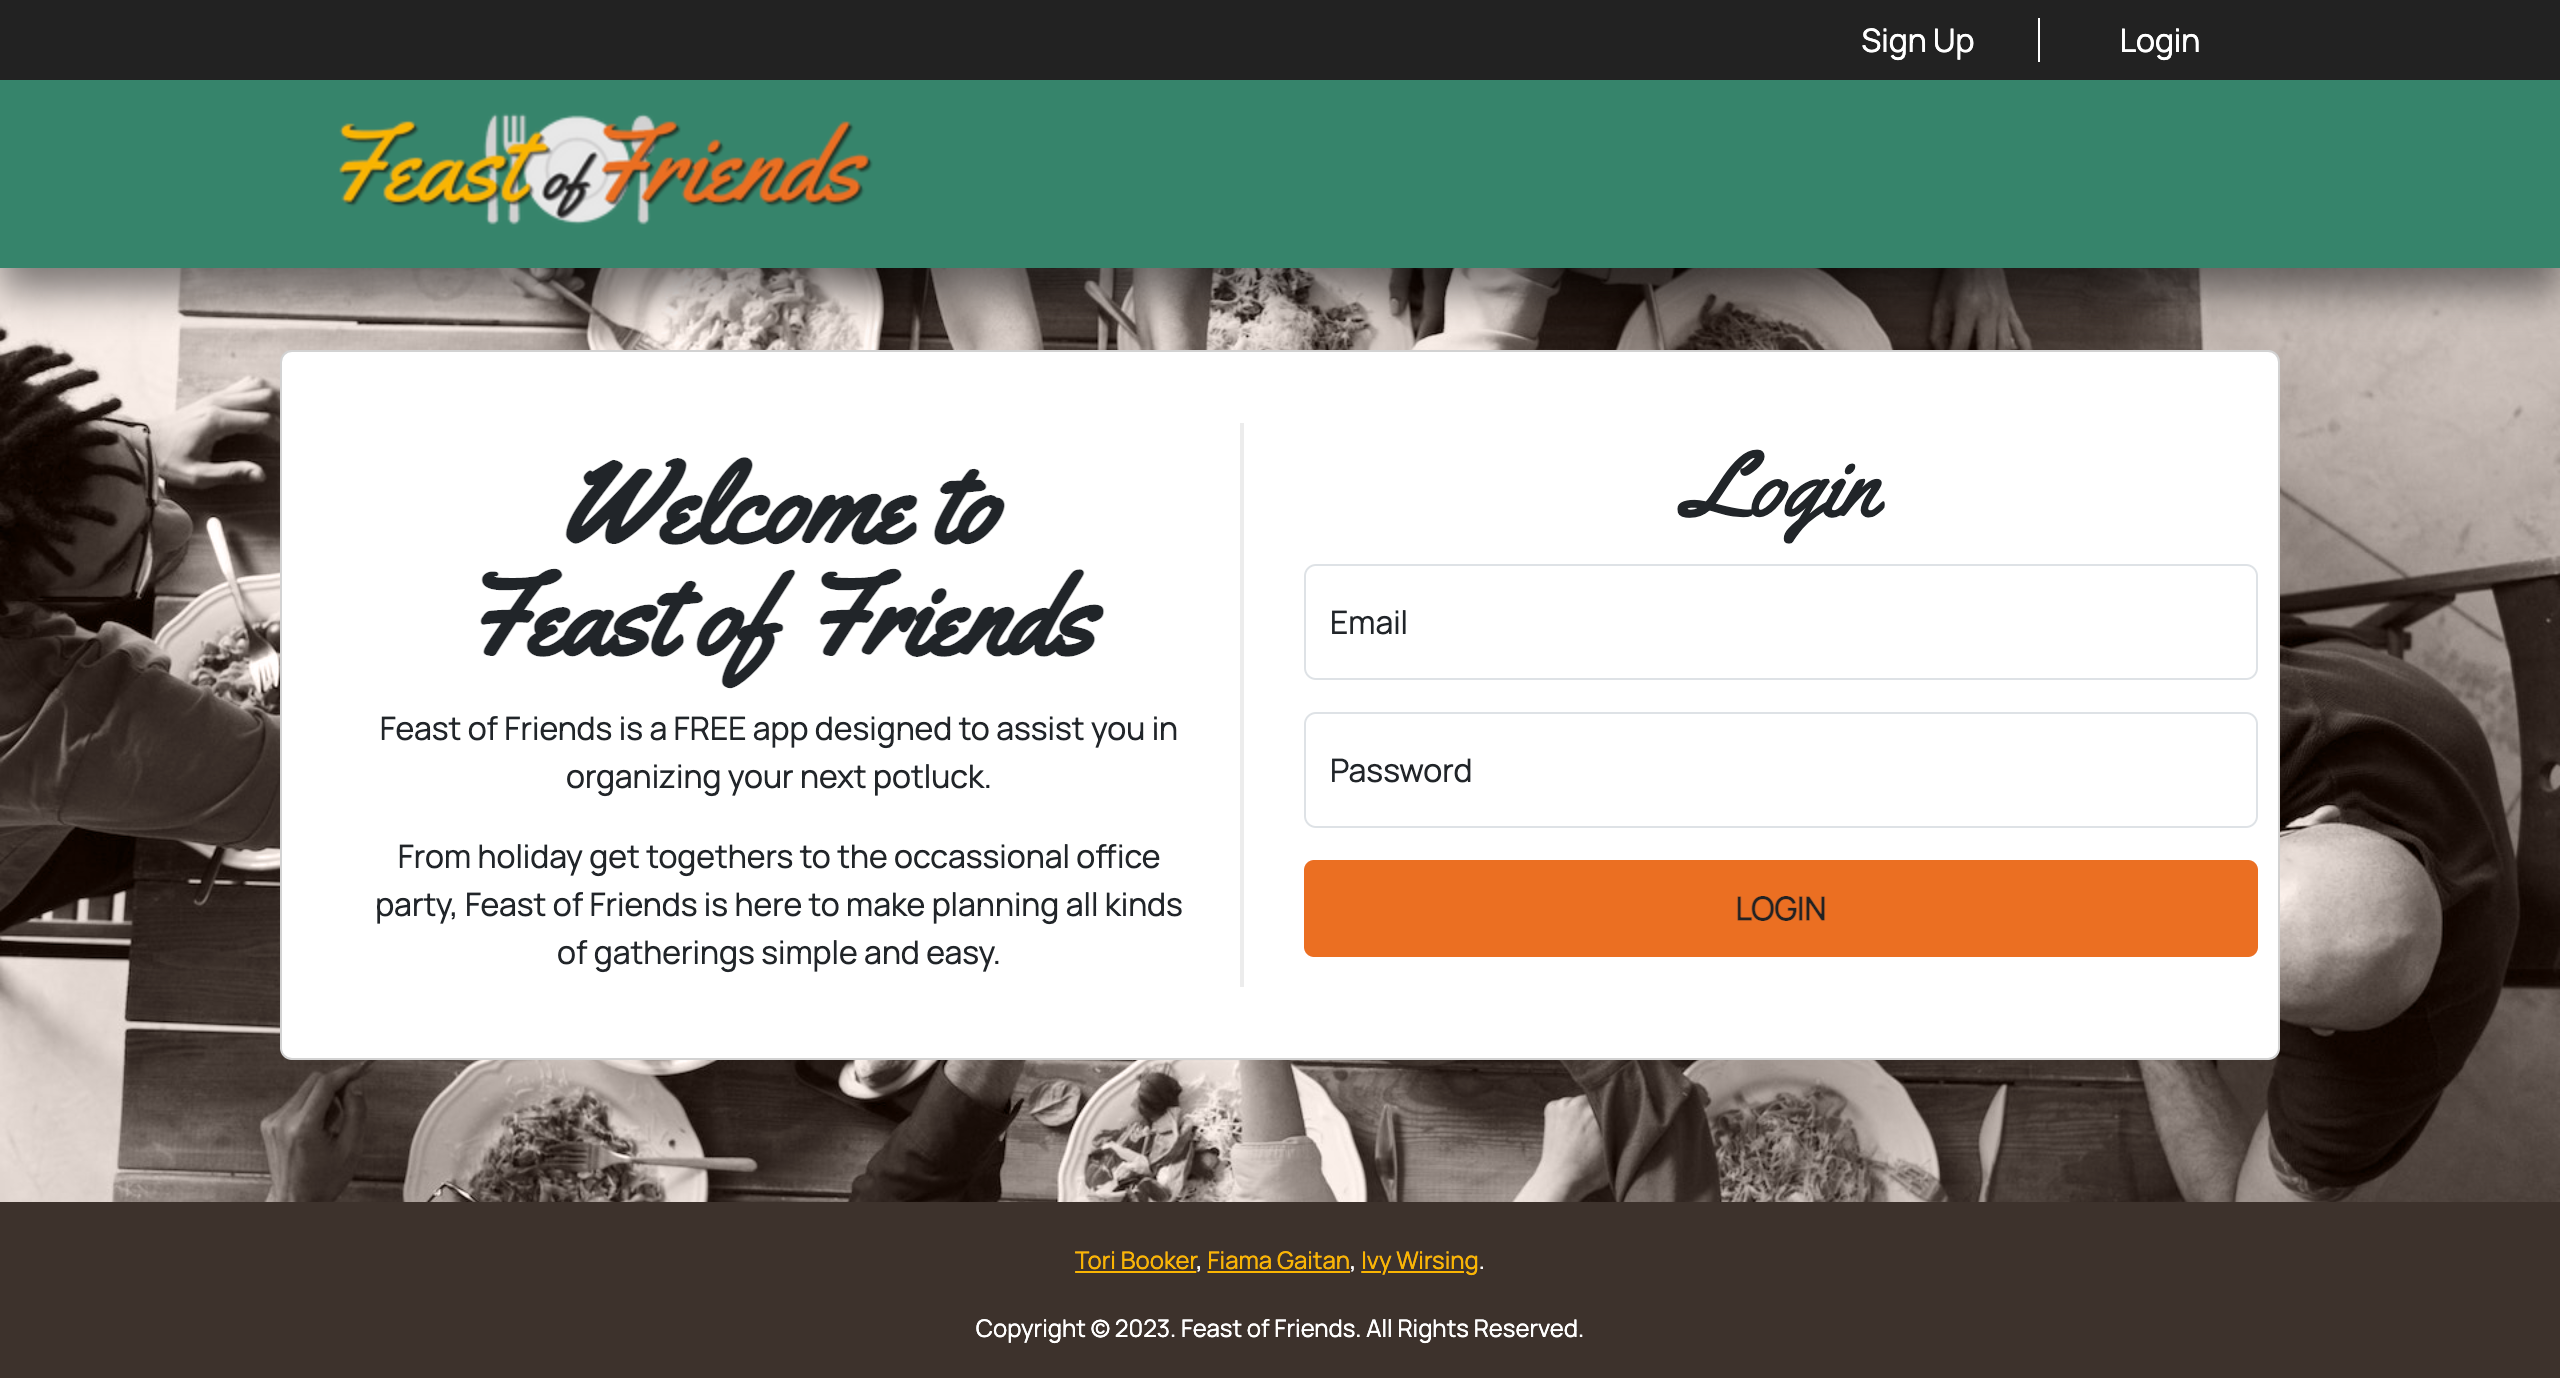 Sign Up
Login
Feast of Friends
Welcome to
Feast of Friends
Feast of Friends is a FREE app designed to assist you in
organizing your next potluck.
From holiday get togethers to the occassional office
party, Feast of Friends is here to make planning all kinds
of gatherings simple and easy.
Login
Email
Password
LOGIN
Tori Booker, Fiama Gaitan, Ivy Wirsing.
Copyright © 2023. Feast of Friends. All Rights Reserved.